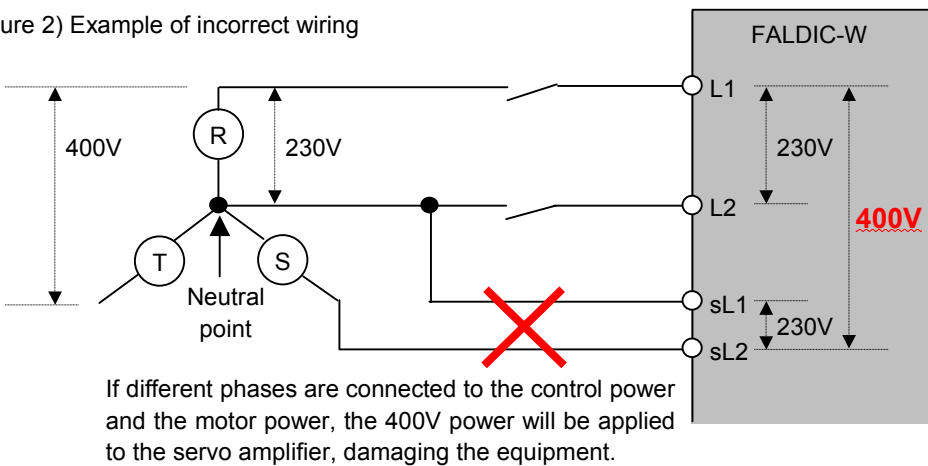 ure 2) Example of incorrect wiring
FALDIC-W
L1
R
400V
230V
230V
L2
400V
T
S
Neutral
point
sL1
230V
sL2
If different phases are connected to the control power
and the motor power, the 400V power will be applied
to the servo amplifier, damaging the equipment.